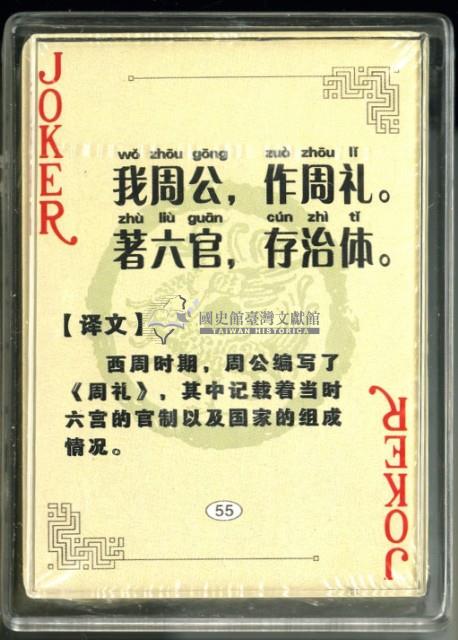 JOKER
wǒ zhōu gōng zuò zhōu lǐ
我周公，作周礼。
zhù liù guān cún zhì tǐ
著六官，存治体。
【译文】
國史館臺灣文獻館
TAIWAN HISTORICA
西周时期，周公编写了
《周礼》，其中记载着当时
六宫的官制以及国家的组成
情况。
55
JOKER